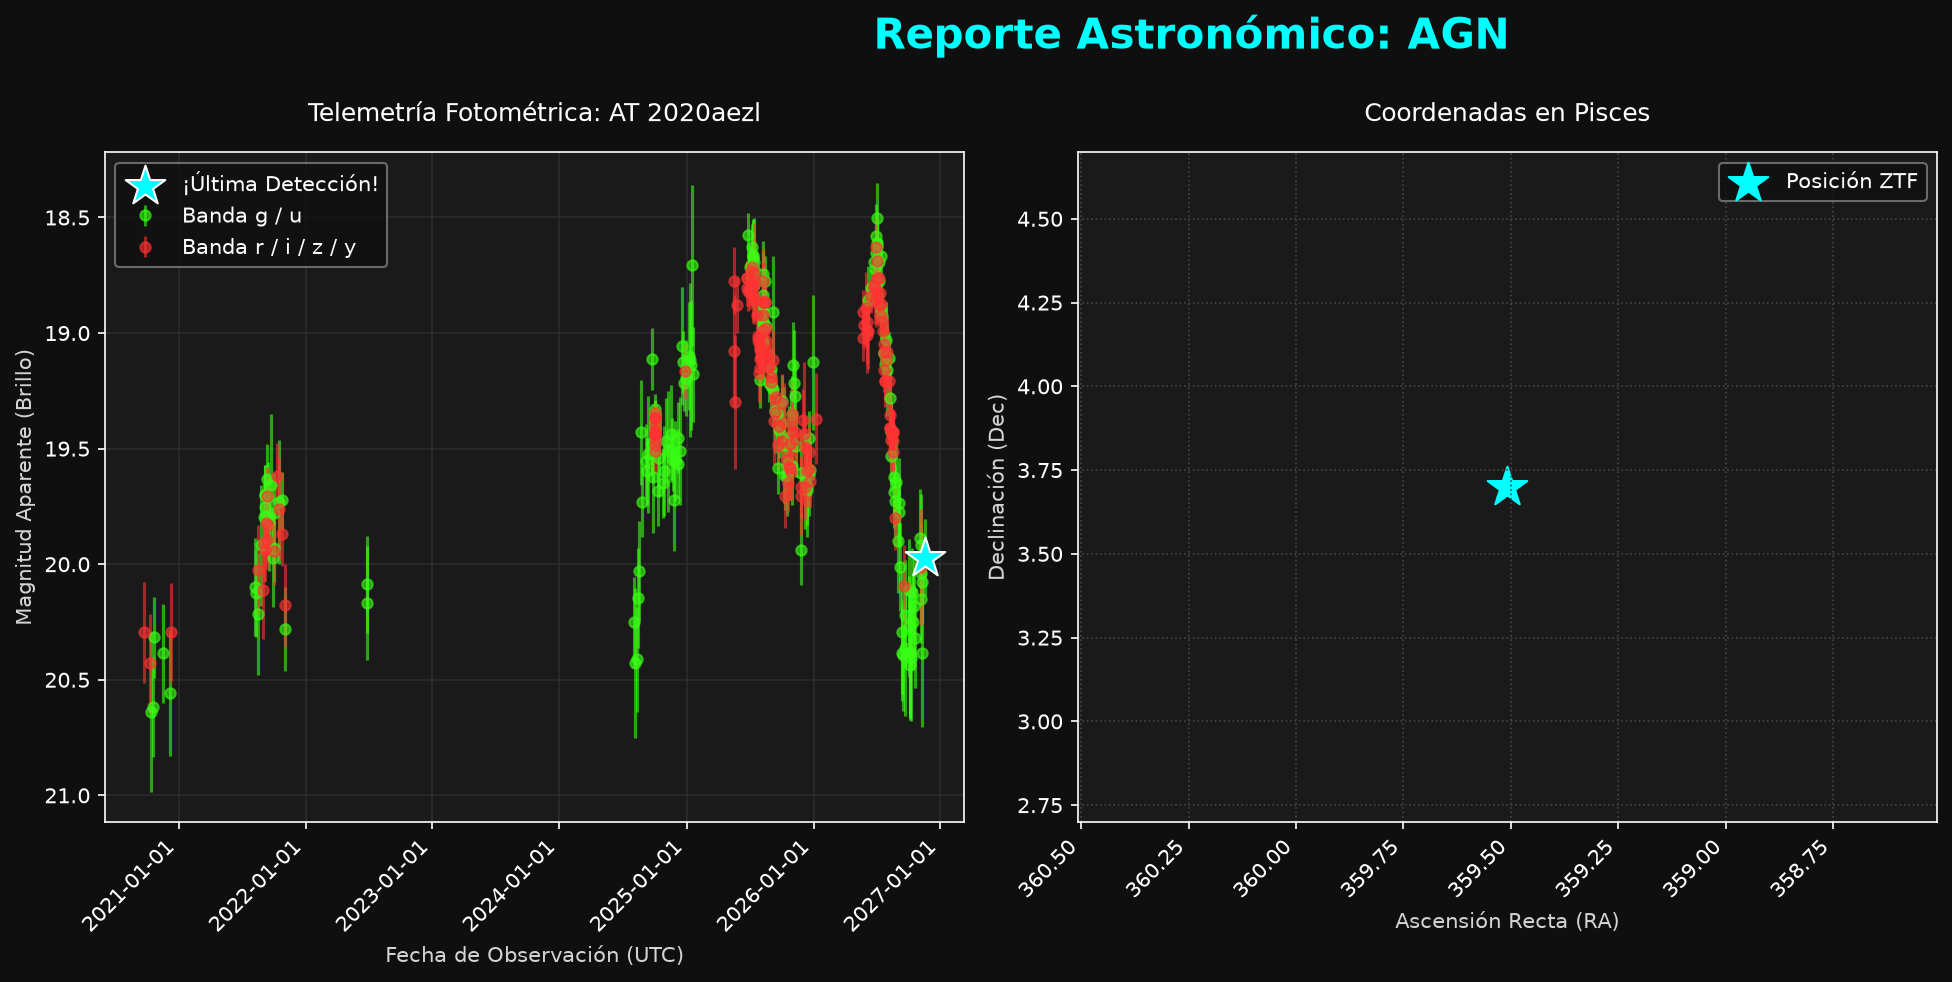 Reporte Astronómico: AGN
Telemetría Fotométrica: AT 2020aezl
¡Última Detección!
Banda g / u
Banda r / i / z / y
Magnitud Aparente (Brillo)
18.5
19.0
19.5
20.0
20.5
21.0
2021-01-01
2022-01-01
2023-01-01
2024-01-01
2025-01-01
2026-01-01
2027-01-01
Fecha de Observación (UTC)
Coordenadas en Pisces
Posición ZTF
Declinación (Dec)
4.50
4.25
4.00
3.75
3.50
3.25
3.00
2.75
360.50
360.25
360.00
359.75
359.50
359.25
359.00
358.75
Ascensión Recta (RA)